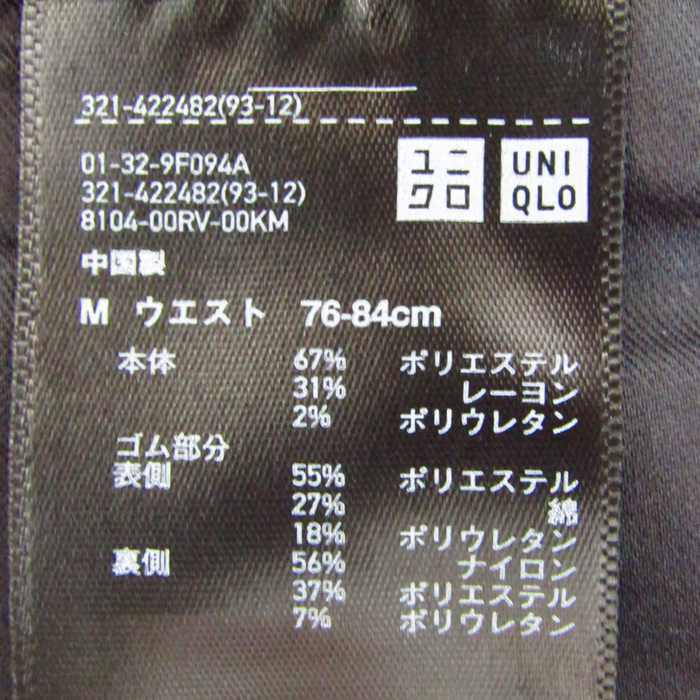 321-422482(93-12)
01-32-9F094A
321-422482(93-12)
8104-00RV-00KM
ユニ
クロ
UNI
QLO
中国製
M ウエスト 76-84cm
本体 67% ポリエステル
31% レーヨン
2% ポリウレタン
ゴム部分
表側 55% ポリエステル
27% 綿
18% ポリウレタン
裏側 56% ナイロン
37% ポリエステル
7% ポリウレタン